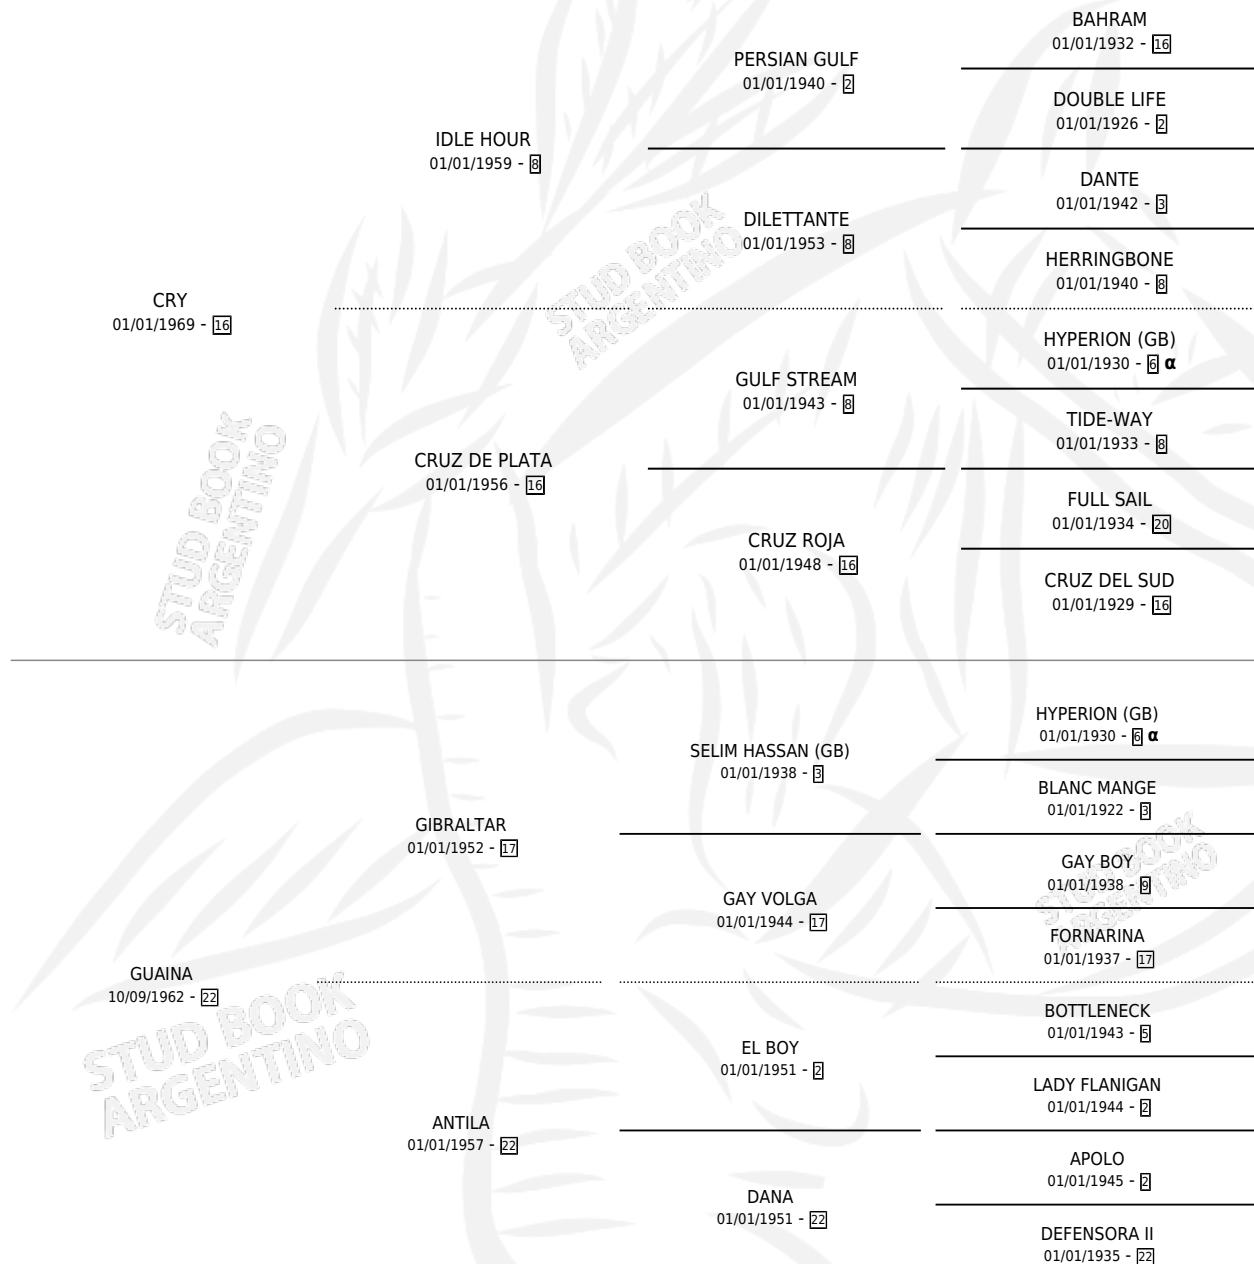 BAHRAM
01/01/1932 - 16
PERSIAN GULF
01/01/1940 - 2
DOUBLE LIFE
01/01/1926 - 2
IDLE HOUR
01/01/1959 - 8
DANTE
01/01/1942 - 3
DILETTANTE
01/01/1953 - 8
HERRINGBONE
01/01/1940 - 8
CRY
01/01/1969 - 16
HYPERION (GB)
01/01/1930 - 6 α
GULF STREAM
01/01/1943 - 8
TIDE-WAY
01/01/1933 - 8
CRUZ DE PLATA
01/01/1956 - 16
FULL SAIL
01/01/1934 - 20
CRUZ ROJA
01/01/1948 - 16
CRUZ DEL SUD
01/01/1929 - 16
HYPERION (GB)
01/01/1930 - 6 α
SELIM HASSAN (GB)
01/01/1938 - 3
BLANC MANGE
01/01/1922 - 3
GIBRALTAR
01/01/1952 - 17
GAY BOY
01/01/1938 - 9
GAY VOLGA
01/01/1944 - 17
FORNARINA
01/01/1937 - 17
GUAINA
10/09/1962 - 22
BOTTLENECK
01/01/1943 - 5
EL BOY
01/01/1951 - 2
LADY FLANIGAN
01/01/1944 - 2
ANTILA
01/01/1957 - 22
APOLO
01/01/1945 - 2
DANA
01/01/1951 - 22
DEFENSORA II
01/01/1935 - 22
STUD BOOK
ARGENTINO
STUD BOOK
ARGENTINO
STUD BOOK
ARGENTINO
STUD BOOK
ARGENTINO